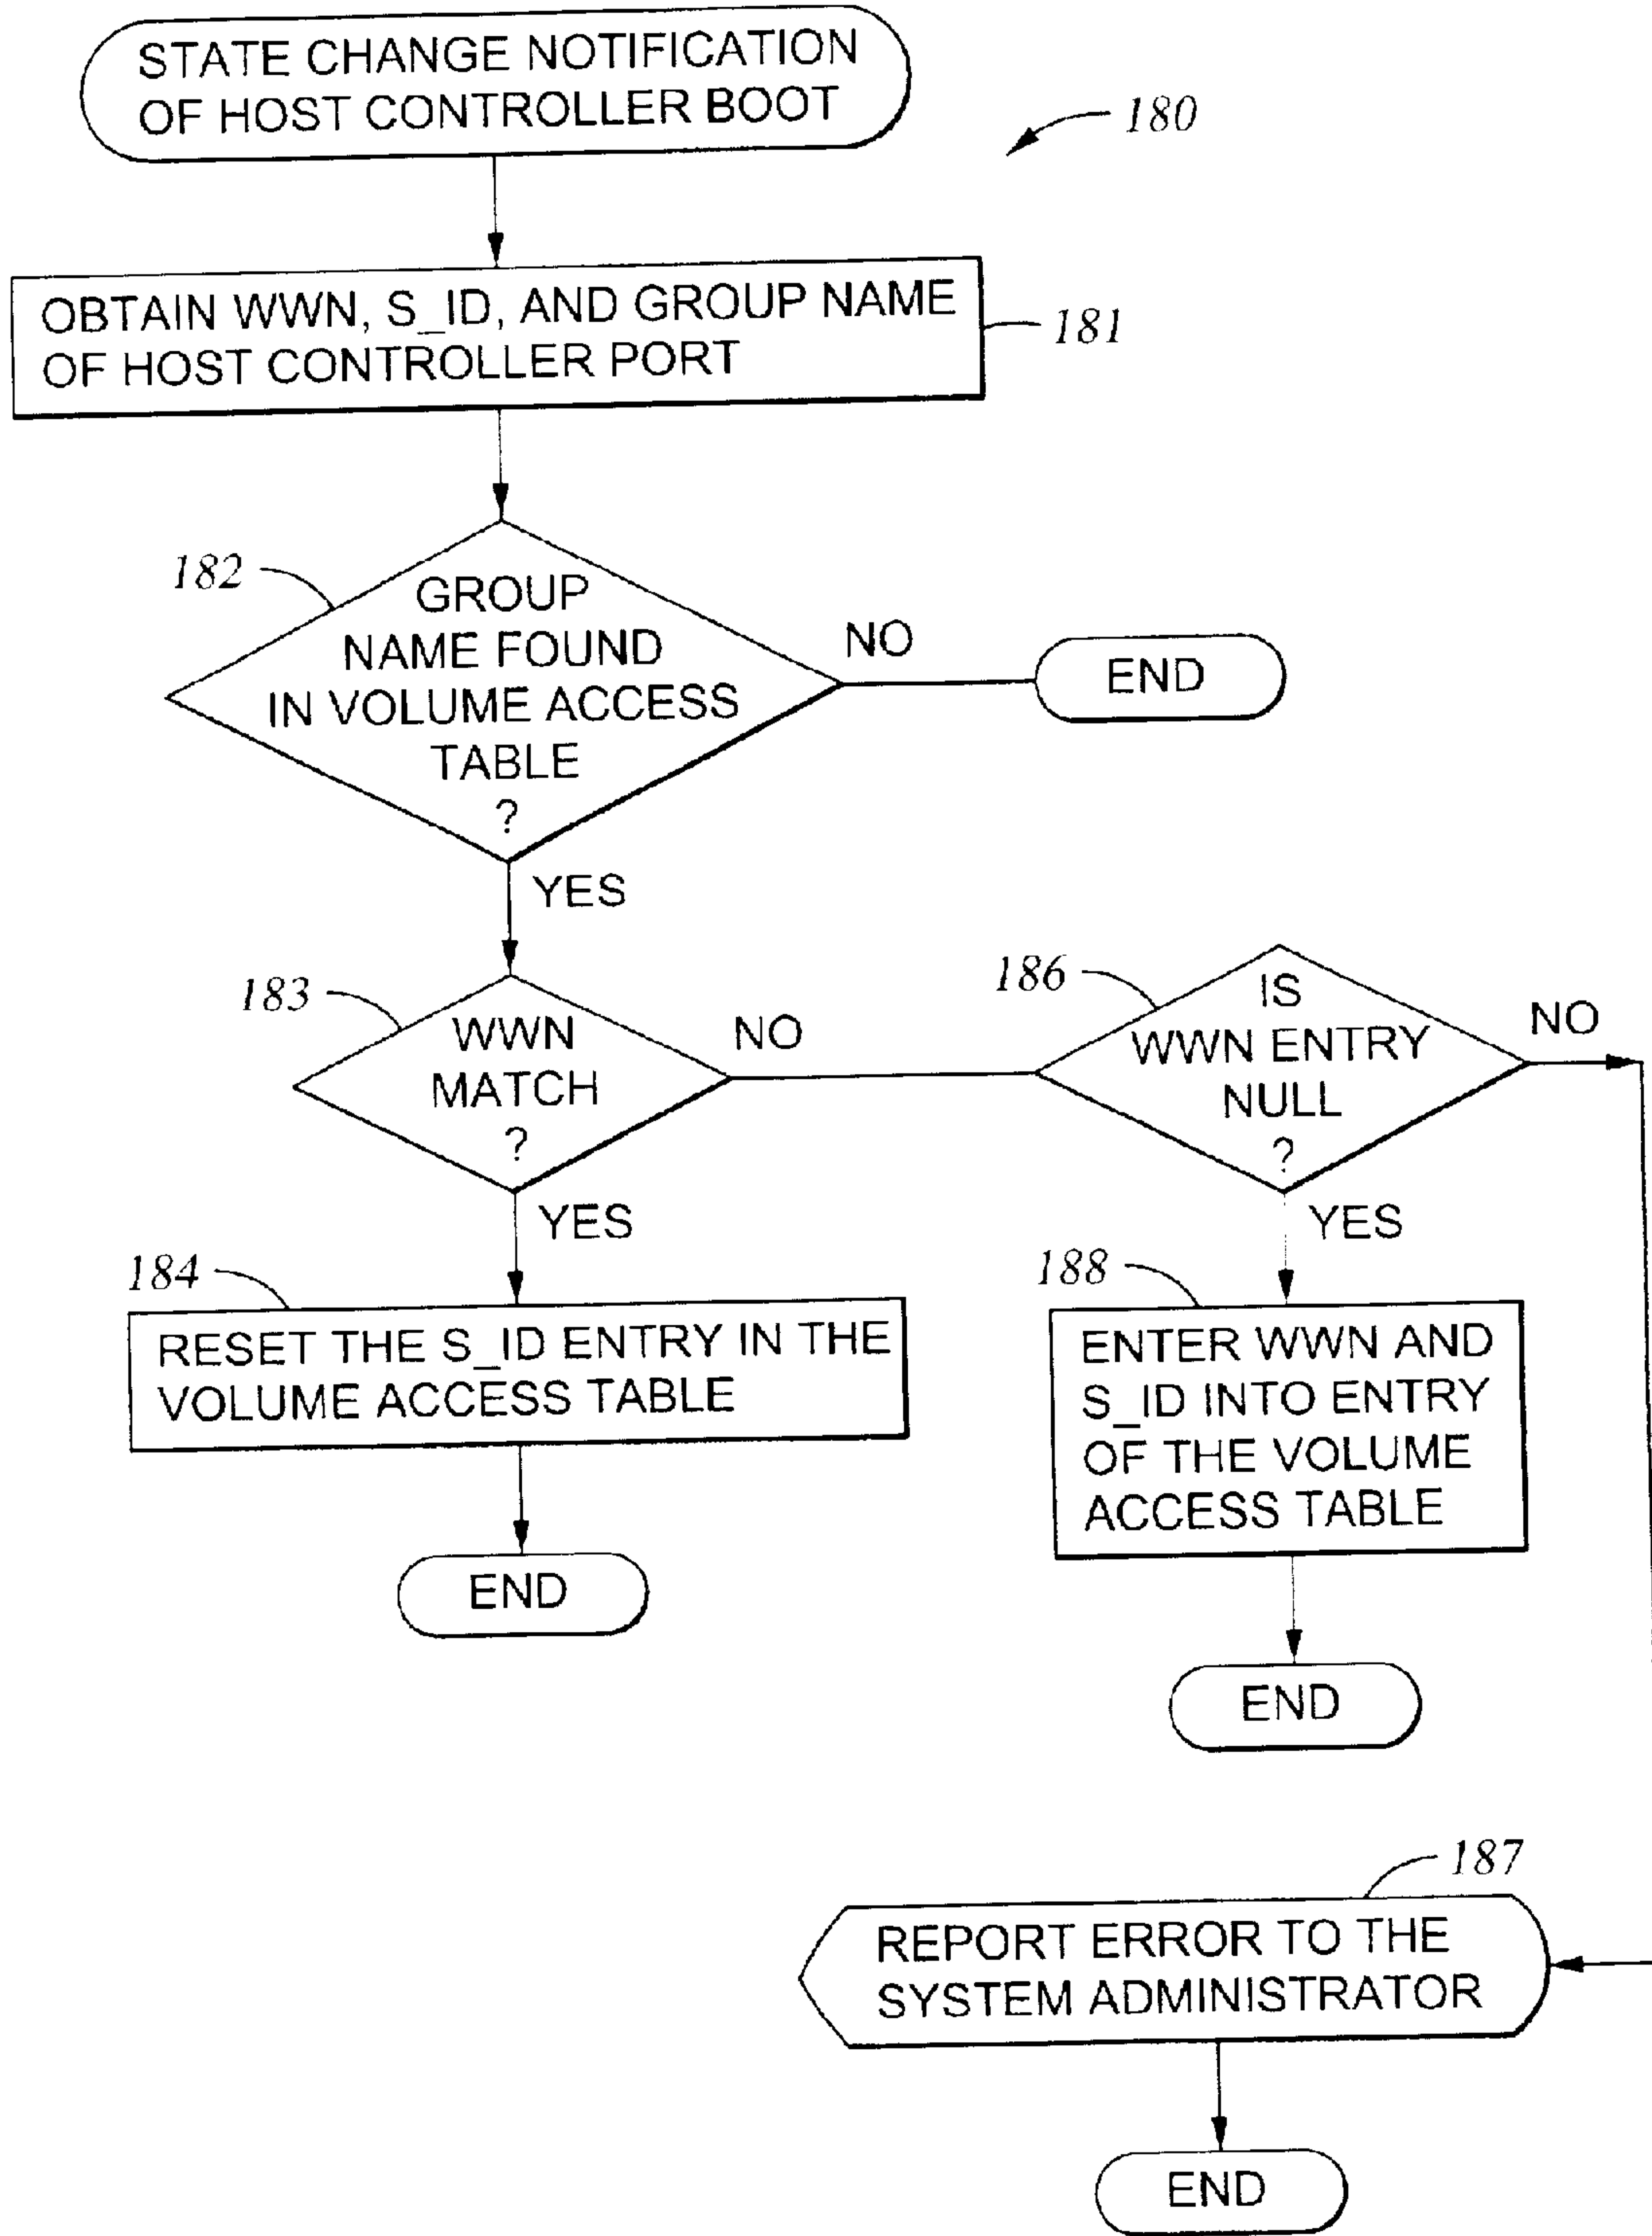 STATE CHANGE NOTIFICATION
OF HOST CONTROLLER BOOT
180
OBTAIN WWN, S_ID, AND GROUP NAME
OF HOST CONTROLLER PORT
181
182
GROUP
NAME FOUND
IN VOLUME ACCESS
TABLE
?
NO
END
YES
183
WWN
MATCH
?
NO
186
IS
WWN ENTRY
NULL
?
NO
YES
YES
184
RESET THE S_ID ENTRY IN THE
VOLUME ACCESS TABLE
188
ENTER WWN AND
S_ID INTO ENTRY
OF THE VOLUME
ACCESS TABLE
END
END
187
REPORT ERROR TO THE
SYSTEM ADMINISTRATOR
END